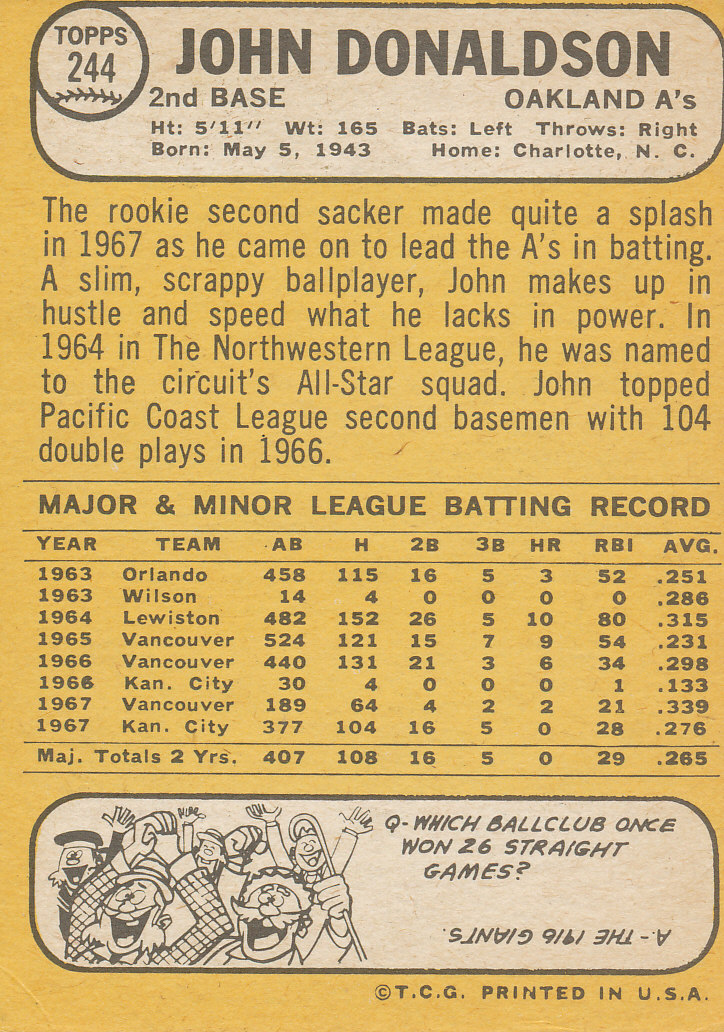 TOPPS
244
JOHN DONALDSON
2nd BASE OAKLAND A's
Ht: 5'11" Wt: 165 Bats: Left Throws: Right
Born: May 5, 1943 Home: Charlotte, N. C.
The rookie second sacker made quite a splash
in 1967 as he came on to lead the A's in batting.
A slim, scrappy ballplayer, John makes up in
hustle and speed what he lacks in power. In
1964 in The Northwestern League, he was named
to the circuit's All-Star squad. John topped
Pacific Coast League second basemen with 104
double plays in 1966.
MAJOR & MINOR LEAGUE BATTING RECORD
YEAR TEAM AB H 2B 3B HR RBI AVG.
1963 Orlando 458 115 16 5 3 52 .251
1963 Wilson 14 4 0 0 0 0 .286
1964 Lewiston 482 152 26 5 10 80 .315
1965 Vancouver 524 121 15 7 9 54 .231
1966 Vancouver 440 131 21 3 6 34 .298
1966 Kan. City 30 4 0 0 0 1 .133
1967 Vancouver 189 64 4 2 2 21 .339
1967 Kan. City 377 104 16 5 0 28 .276
Maj. Totals 2 Yrs. 407 108 16 5 0 29 .265
Q- WHICH BALLCLUB ONCE
WON 26 STRAIGHT
GAMES?
A- THE 1916 GIANTS.
©T.C.G. PRINTED IN U.S.A.